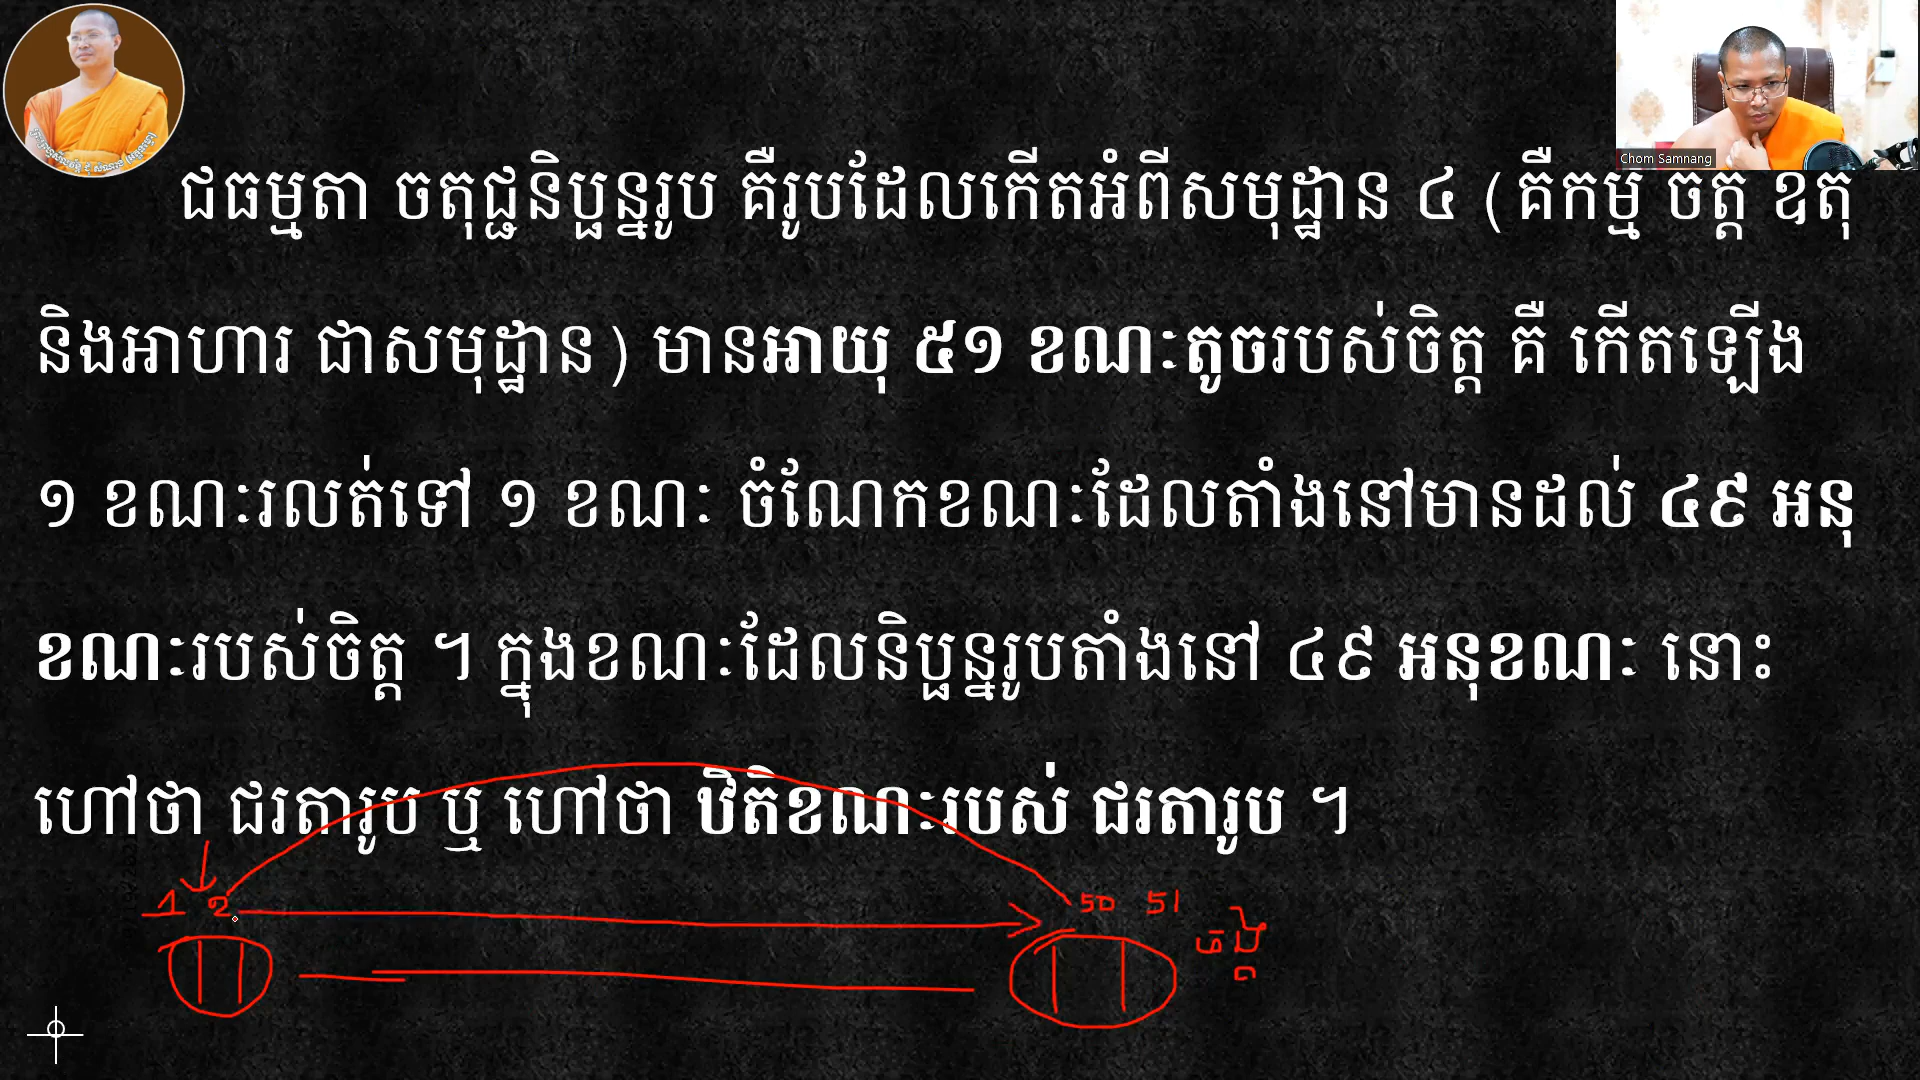 Chom Samnang
ជធម្មតា ចតុជ្ជនិប្ផន្នរូប គឺរូបដែលកើតអំពីសមុដ្ឋាន ៤ (គឺកម្ម ចិត្ត ឧតុ
និងអាហារ ជាសមុដ្ឋាន) មានអាយុ ៥១ ខណៈតូចរបស់ចិត្ត គឺ កើតឡើង
១ ខណៈរលត់ទៅ ១ ខណៈ ចំណែកខណៈដែលតាំងនៅមានដល់ ៤៩ អនុ
ខណៈរបស់ចិត្ត ។ ក្នុងខណៈដែលនិប្ផន្នរូបតាំងនៅ ៤៩ អនុខណៈ នោះ
ហៅថា ជរតារូប ឬ ហៅថា ឋិតិខណៈរបស់ ជរតារូប ។
1 2 50 51